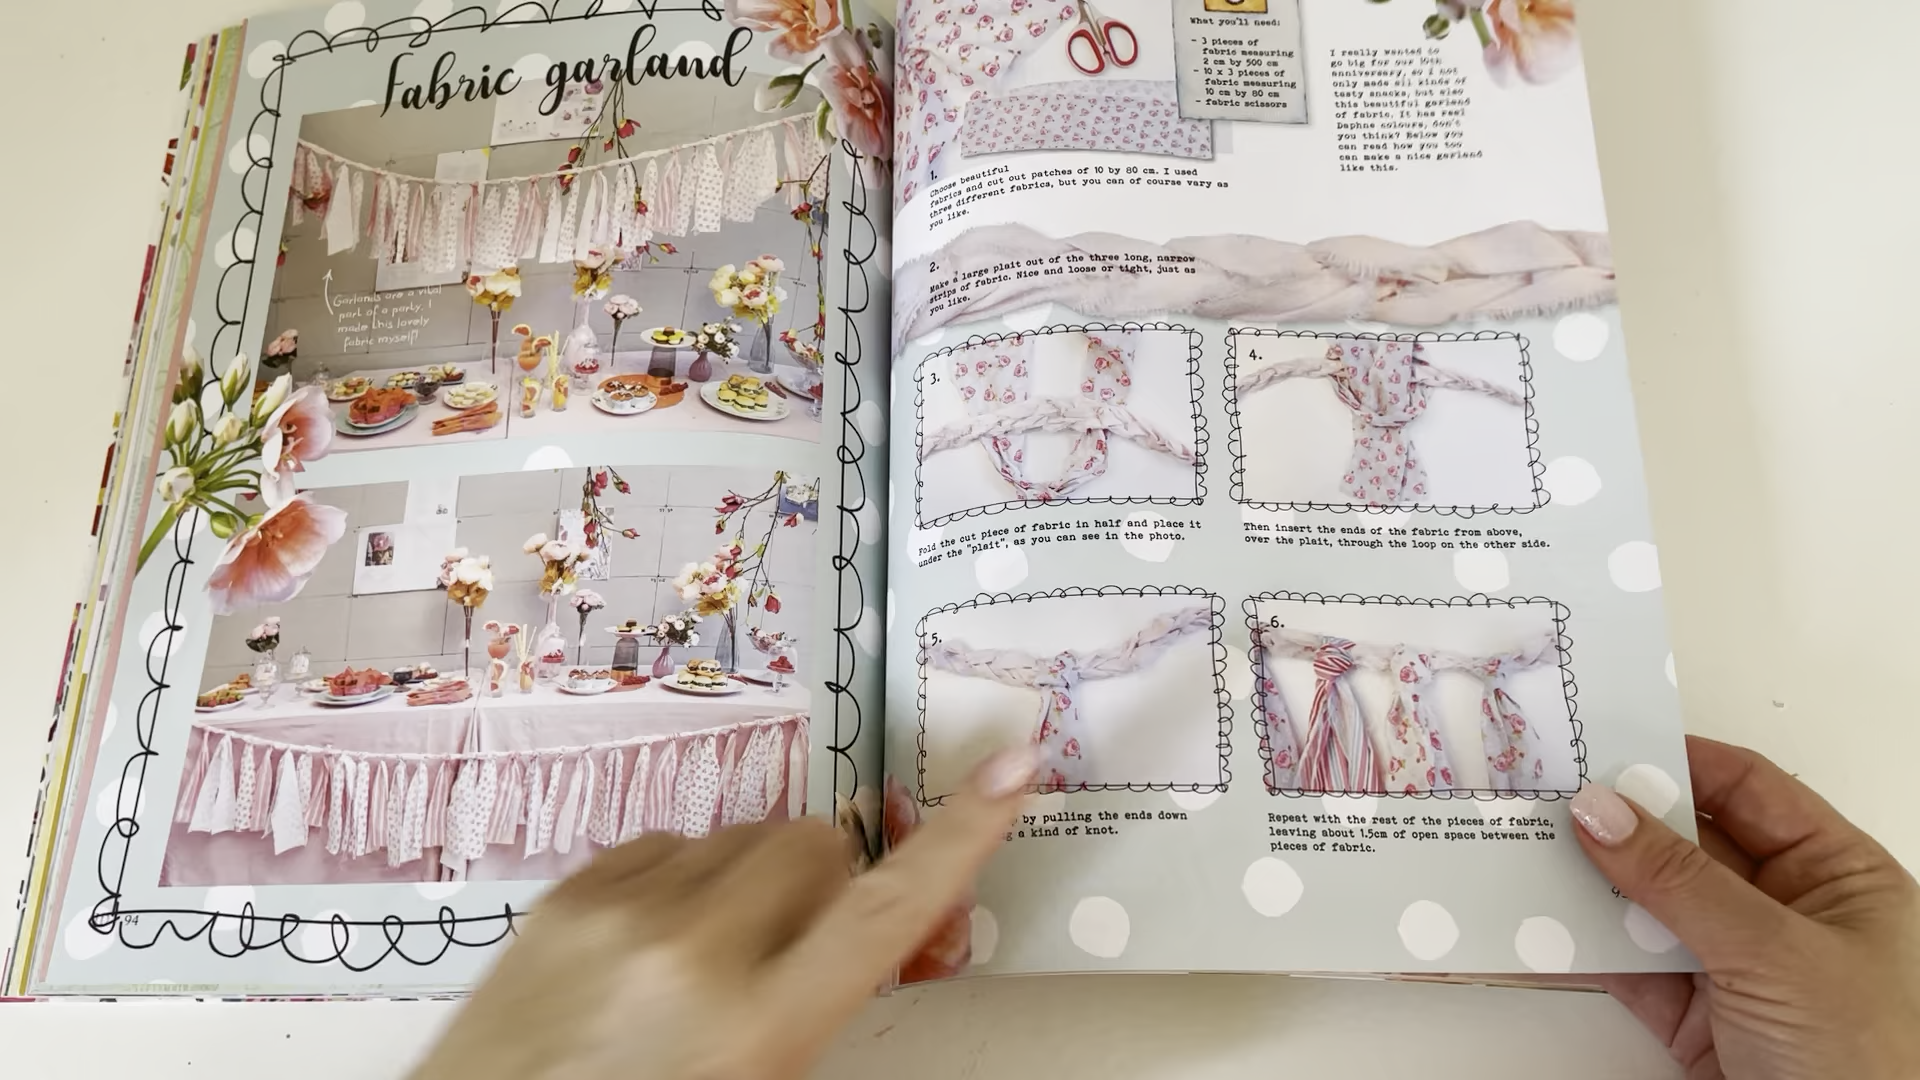 Fabric garland
Garlands are a vital
part of a party. I
made this lovely
fabric myself!
94
What you'll need:
- 3 pieces of
fabric measuring
2 cm by 500 cm
- 10 x 3 pieces of
fabric measuring
10 cm by 80 cm
- fabric scissors
I really wanted to
go big for our 10th
anniversary, so I not
only made all kinds of
tasty snacks, but also
this beautiful garland
of fabric. It has real
Daphne colours, don't
you think? Below you
can read how you too
can make a nice garland
like this.
1.
Choose beautiful
fabrics and cut out patches of 10 by 80 cm. I used
three different fabrics, but you can of course vary as
you like.
2.
Make a large plait out of the three long, narrow
strips of fabric. Nice and loose or tight, just as
you like.
3.
Fold the cut piece of fabric in half and place it
under the "plait", as you can see in the photo.
4.
Then insert the ends of the fabric from above,
over the plait, through the loop on the other side.
5.
by pulling the ends down
a kind of knot.
6.
Repeat with the rest of the pieces of fabric,
leaving about 1.5cm of open space between the
pieces of fabric.